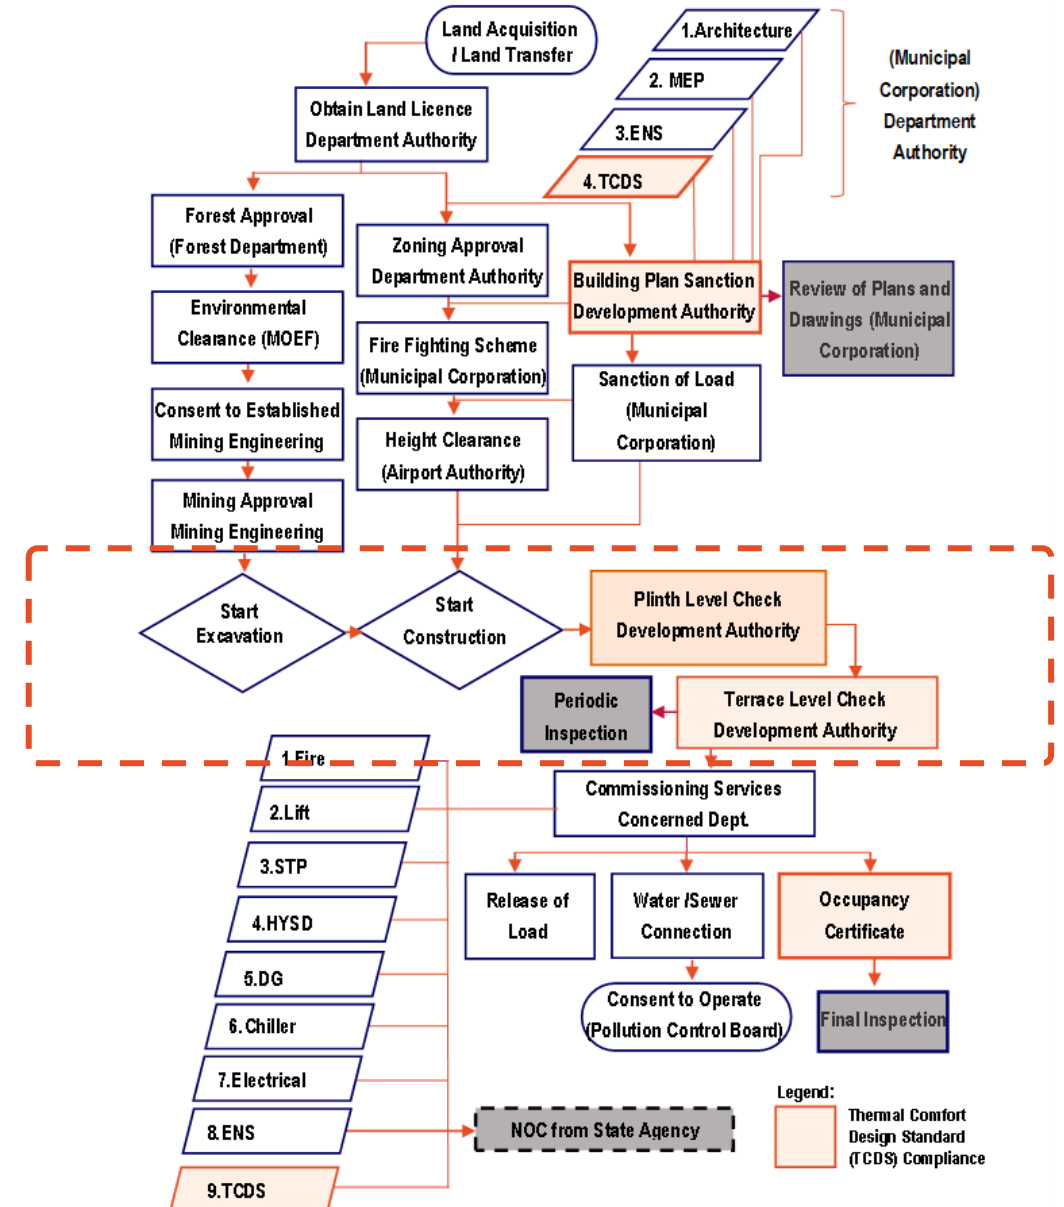 Land Acquisition
/ Land Transfer
1.Architecture
2. MEP
3.ENS
4.TCDS
(Municipal
Corporation)
Department
Authority
Obtain Land Licence
Department Authority
Forest Approval
(Forest Department)
Zoning Approval
Department Authority
Building Plan Sanction
Development Authority
Review of Plans and
Drawings (Municipal
Corporation)
Environmental
Clearance (MOEF)
Fire Fighting Scheme
(Municipal Corporation)
Sanction of Load
(Municipal
Corporation)
Consent to Established
Mining Engineering
Height Clearance
(Airport Authority)
Mining Approval
Mining Engineering
Start
Excavation
Start
Construction
Plinth Level Check
Development Authority
Periodic
Inspection
Terrace Level Check
Development Authority
1.Fire
2.Lift
3.STP
4.HYSD
5.DG
6. Chiller
7.Electrical
8.ENS
9.TCDS
Commissioning Services
Concerned Dept.
Release of
Load
Water /Sewer
Connection
Occupancy
Certificate
Consent to Operate
(Pollution Control Board)
Final Inspection
NOC from State Agency
Legend:
Thermal Comfort
Design Standard
(TCDS) Compliance